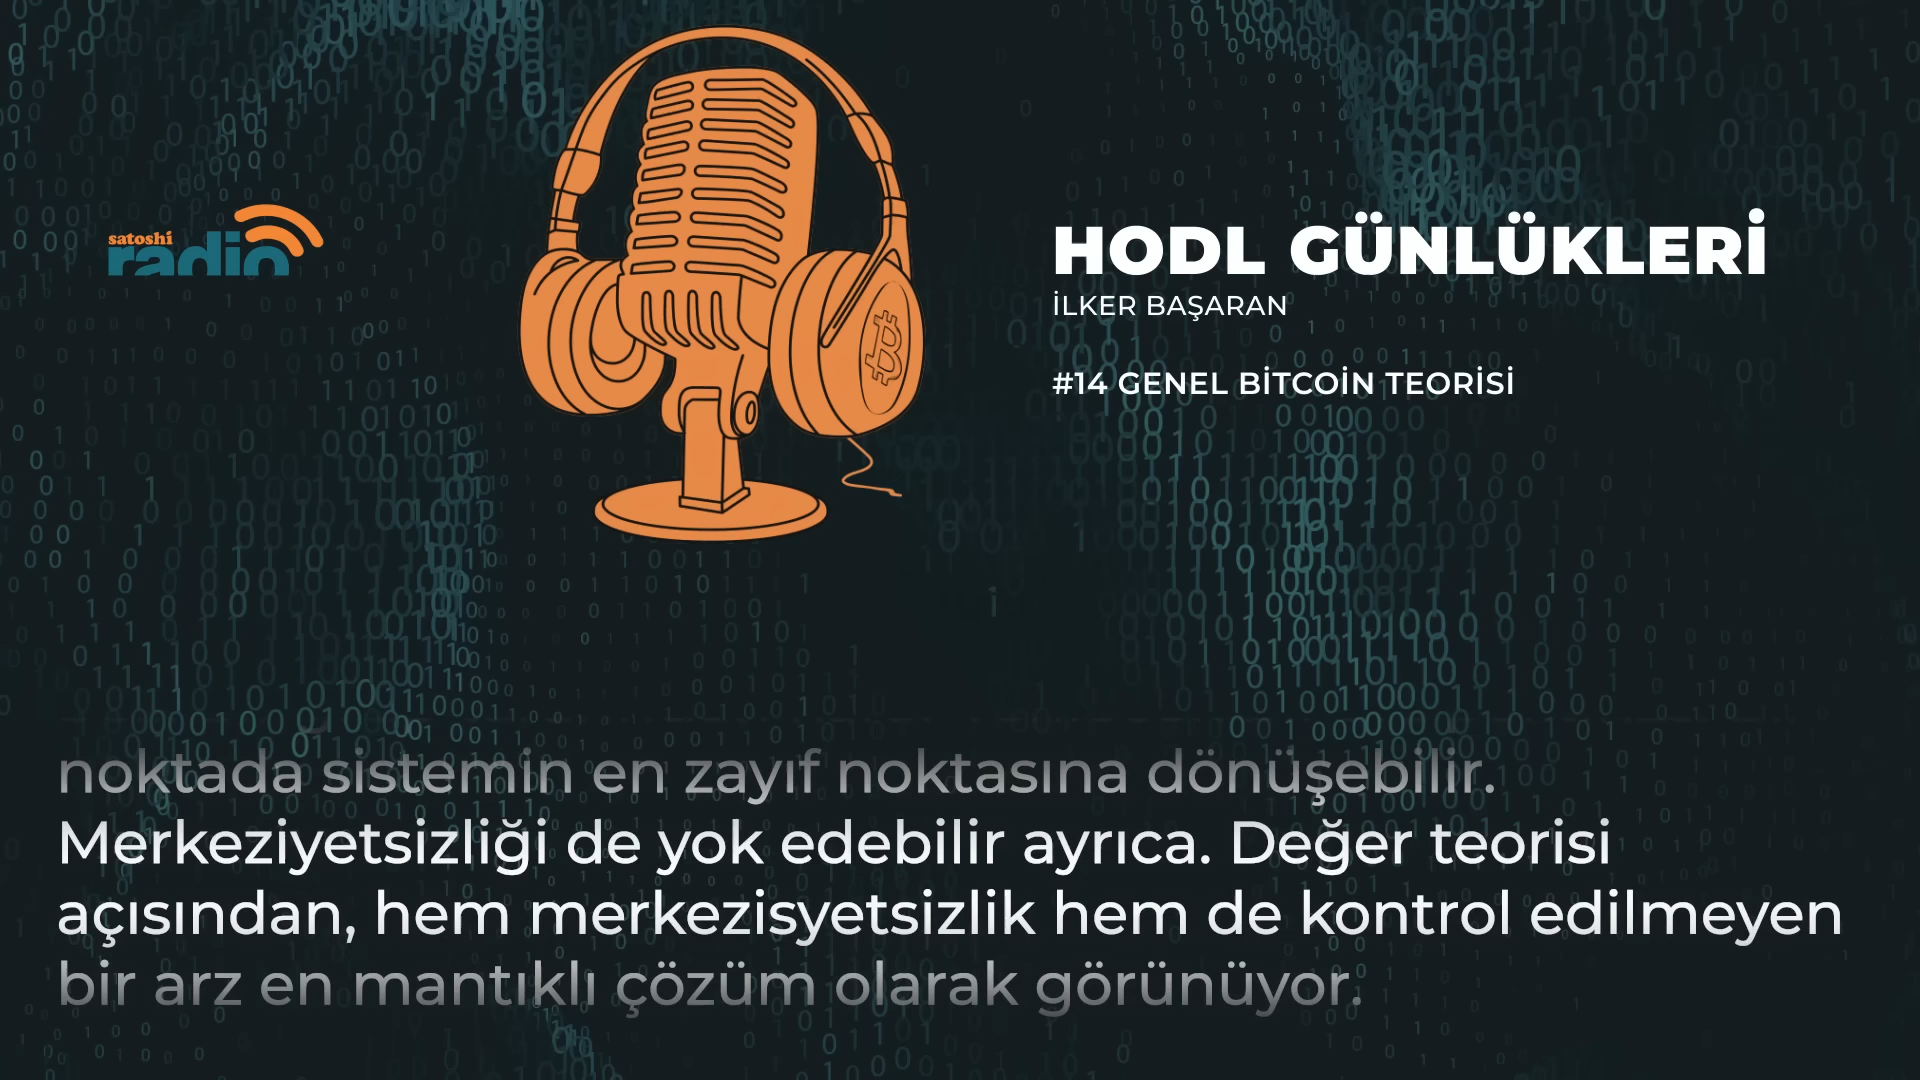 satoshi
radio
HODL GÜNLÜKLERİ
İLKER BAŞARAN
#14 GENEL BİTCOİN TEORİSİ
noktada sistemin en zayıf noktasına dönüşebilir.
Merkeziyetsizliği de yok edebilir ayrıca. Değer teorisi
açısından, hem merkezisyetsizlik hem de kontrol edilmeyen
bir arz en mantıklı çözüm olarak görünüyor.